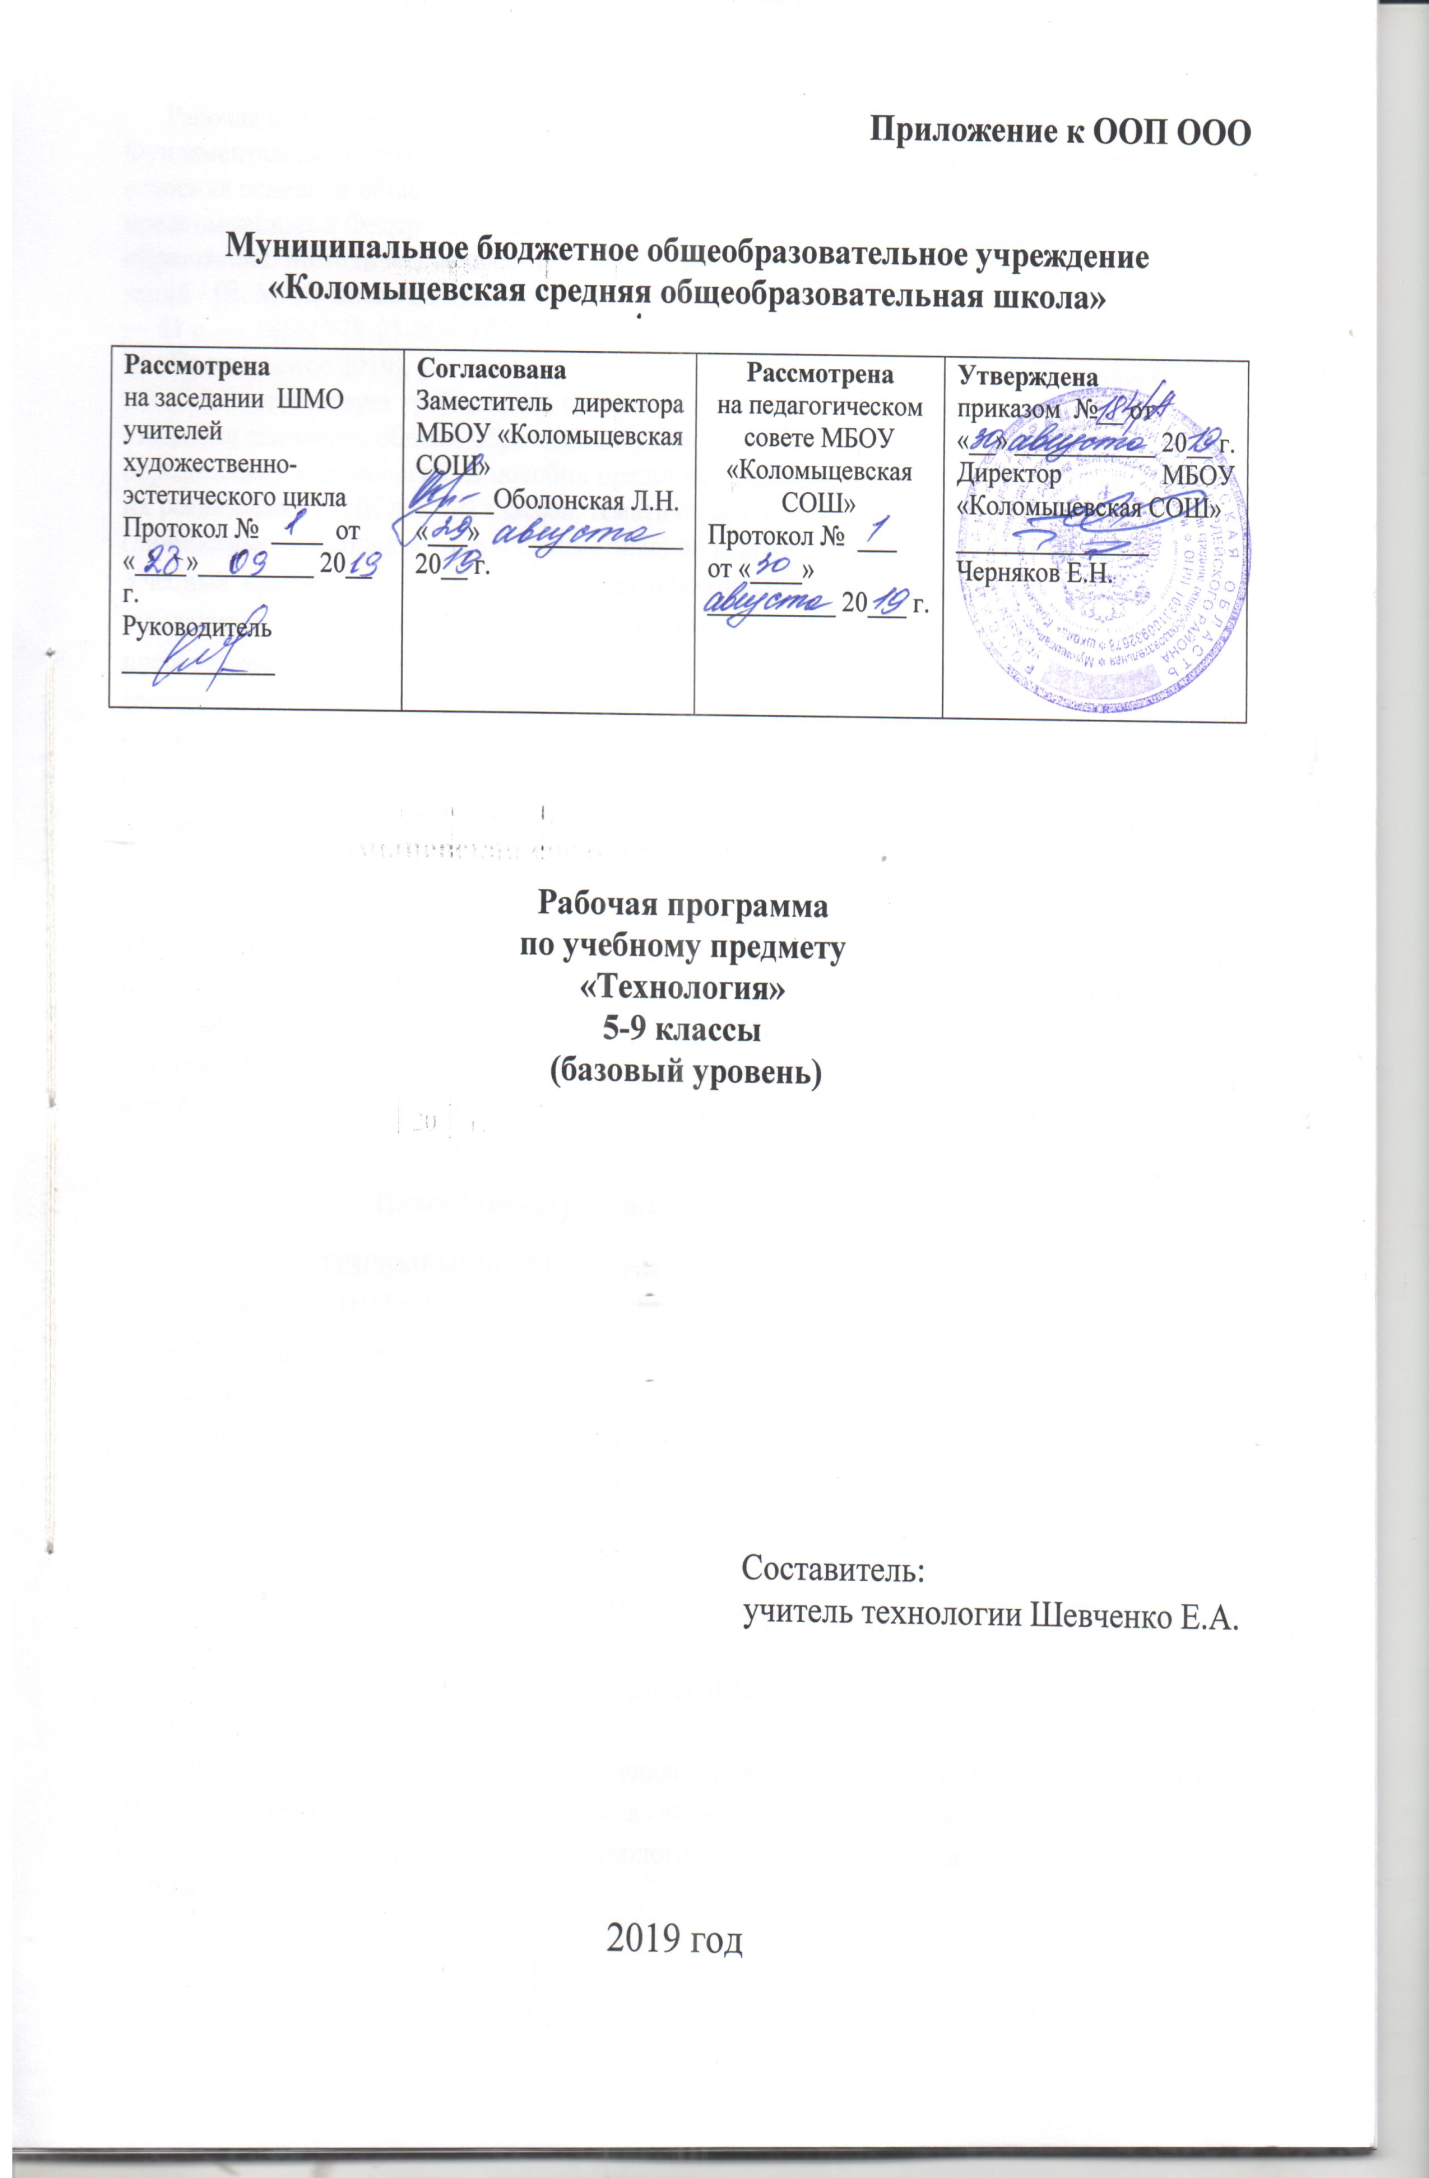 Приложение к ООП ООО
Муниципальное бюджетное общеобразовательное учреждение
«Коломыцевская средняя общеобразовательная школа»
Рассмотрена
на заседании ШМО
учителей
художественно-
эстетического цикла
Протокол № 1 от
«28» 09 2019
г.
Руководитель
Согласована
Заместитель директора
МБОУ «Коломыцевская
СОШ»
Оболонская Л.Н.
«29» августа
2019 г.
Рассмотрена
на педагогическом
совете МБОУ
«Коломыцевская
СОШ»
Протокол № 1
от «30»
августа 2019 г.
Утверждена
приказом № от
«30» августа 2019 г.
Директор МБОУ
«Коломыцевская СОШ»
Черняков Е.Н.
Рабочая программа
по учебному предмету
«Технология»
5-9 классы
(базовый уровень)
Составитель:
учитель технологии Шевченко Е.А.
2019 год